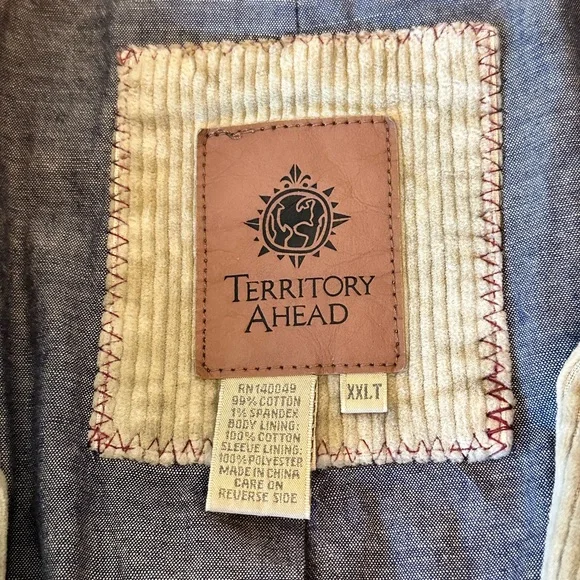 TERRITORY
AHEAD
XXLT
RN140049
99% COTTON
1% SPANDEX
BODY LINING:
100% COTTON
SLEEVE LINING:
100% POLYESTER
MADE IN CHINA
CARE ON
REVERSE SIDE